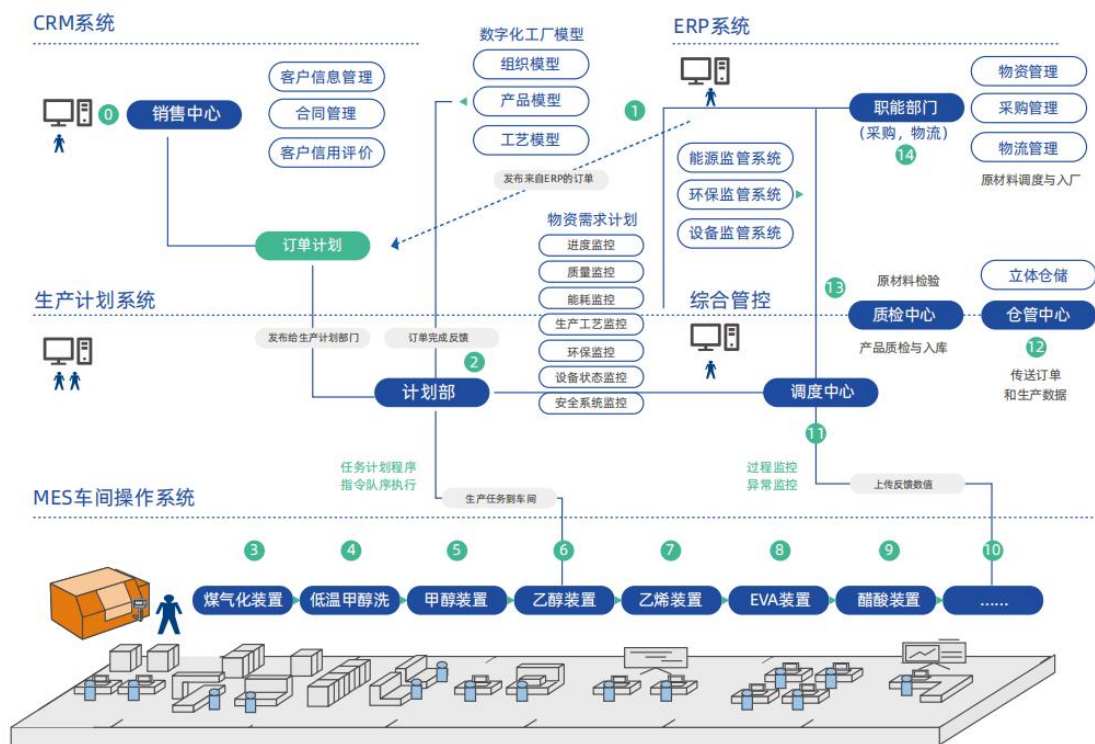 CRM系统
数字化工厂模型
ERP系统
组织模型
产品模型
工艺模型
客户信息管理
合同管理
客户信用评价
0
销售中心
1
职能部门
(采购，物流)
14
物资管理
采购管理
物流管理
原材料调度与入厂
能源监管系统
环保监管系统
设备监管系统
发布来自ERP的订单
订单计划
物资需求计划
进度监控
质量监控
能耗监控
生产工艺监控
环保监控
设备状态监控
安全系统监控
生产计划系统
综合管控
13
原材料检验
质检中心
产品质检与入库
立体仓储
仓管中心
12
传送订单
和生产数据
发布给生产计划部门
订单完成反馈
2
计划部
调度中心
11
任务计划程序
指令队序执行
过程监控
异常监控
生产任务到车间
上传反馈数值
MES车间操作系统
3
4
5
6
7
8
9
10
煤气化装置
低温甲醇洗
甲醇装置
乙醇装置
乙烯装置
EVA装置
醋酸装置
……